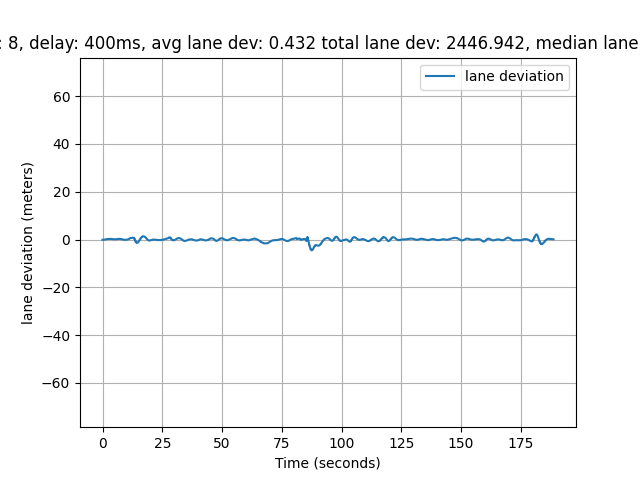 : 8, delay: 400ms, avg lane dev: 0.432 total lane dev: 2446.942, median lane
lane deviation
60
40
20
0
−20
−40
−60
lane deviation (meters)
0 25 50 75 100 125 150 175
Time (seconds)